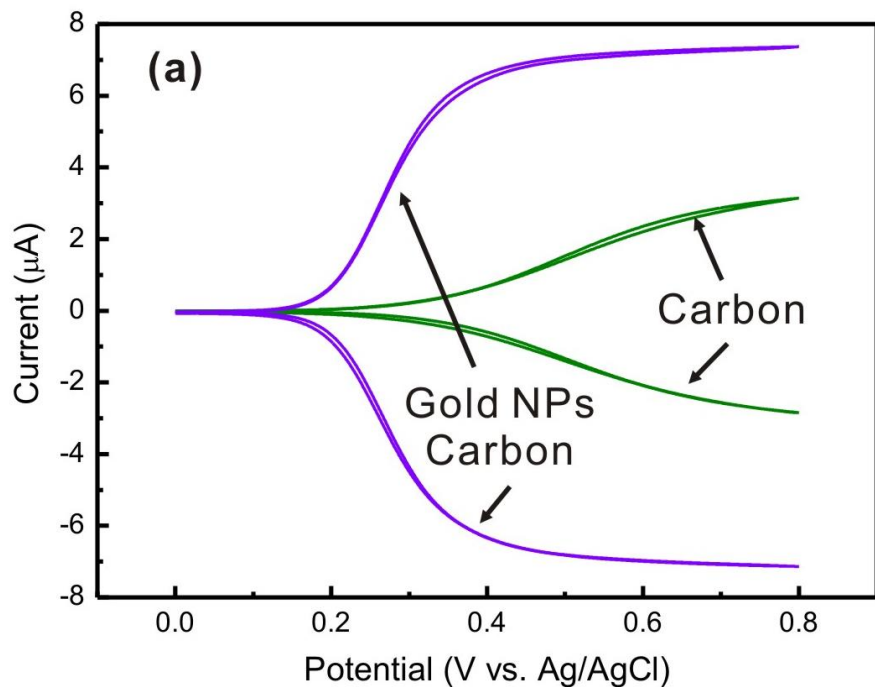 (a)
8
6
4
2
0
-2
-4
-6
-8
Current (μA)
Carbon
Gold NPs
Carbon
0.0 0.2 0.4 0.6 0.8
Potential (V vs. Ag/AgCl)